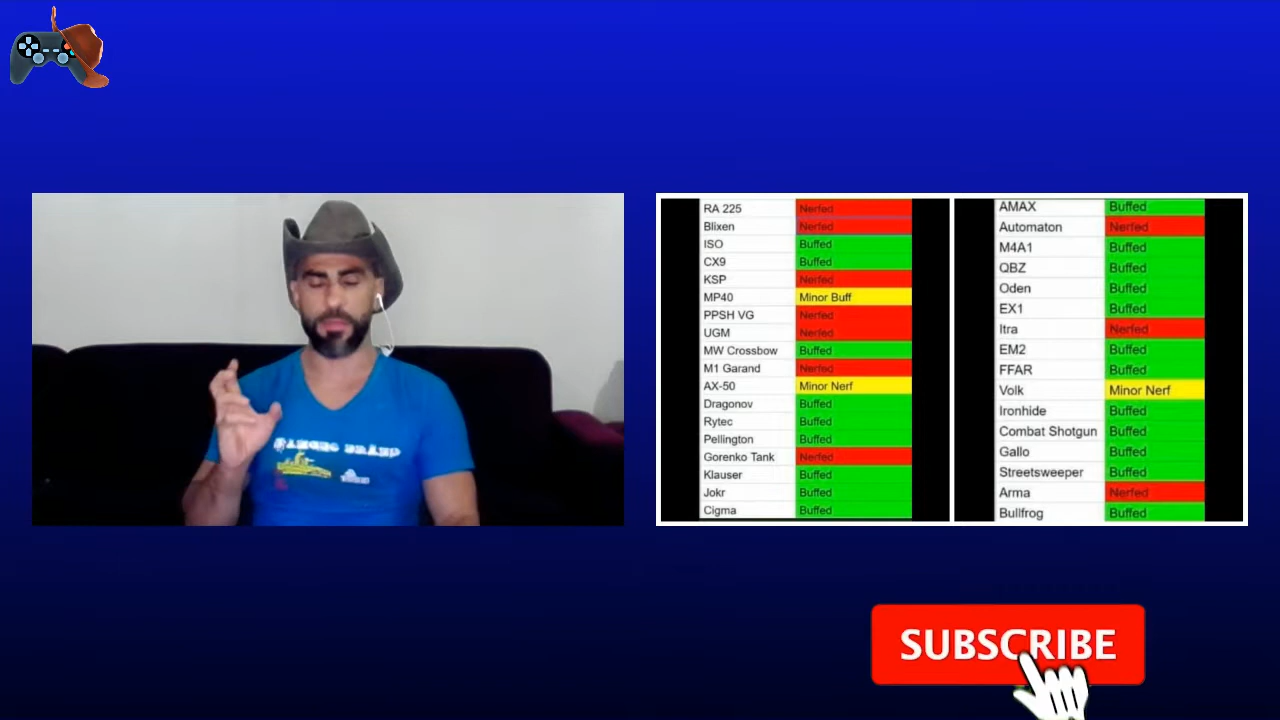 RA 225 Nerfed
Blixen Nerfed
ISO Buffed
CX9 Buffed
KSP Nerfed
MP40 Minor Buff
PPSH VG Nerfed
UGM Nerfed
MW Crossbow Buffed
M1 Garand Nerfed
AX-50 Minor Nerf
Dragonov Buffed
Rytec Buffed
Pellington Buffed
Gorenko Tank Nerfed
Klauser Buffed
Jokr Buffed
Cigma Buffed
AMAX Buffed
Automaton Nerfed
M4A1 Buffed
QBZ Buffed
Oden Buffed
EX1 Buffed
Itra Nerfed
EM2 Buffed
FFAR Buffed
Volk Minor Nerf
Ironhide Buffed
Combat Shotgun Buffed
Gallo Buffed
Streetsweeper Buffed
Arma Nerfed
Bullfrog Buffed
SUBSCRIBE